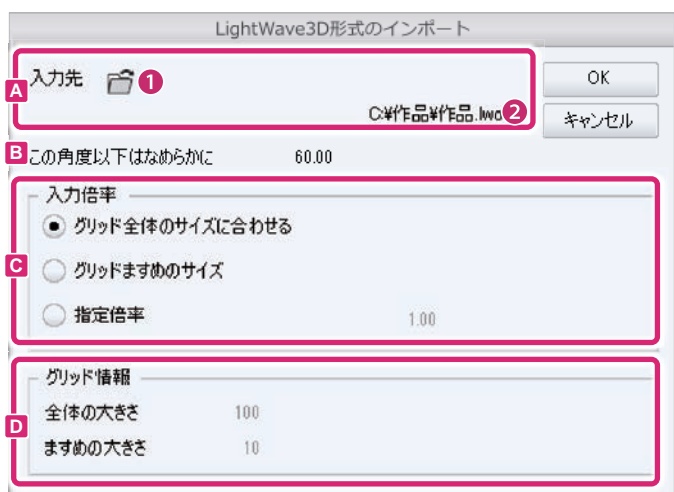 LightWave3D形式のインポート
A 入力先 1 OK
C:¥作品¥作品.lwo 2 キャンセル
B この角度以下はなめらかに 60.00
C 入力倍率
グリッド全体のサイズに合わせる
グリッドますめのサイズ
指定倍率 1.00
D グリッド情報
全体の大きさ 100
ますめの大きさ 10